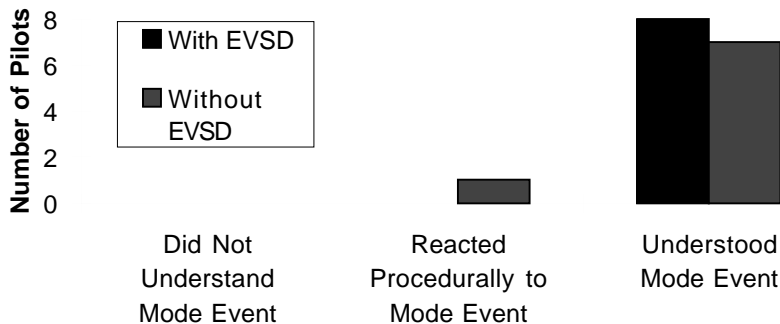 Number of Pilots
8
6
4
2
0
With EVSD
Without
EVSD
Did Not
Understand
Mode Event
Reacted
Procedurally to
Mode Event
Understood
Mode Event